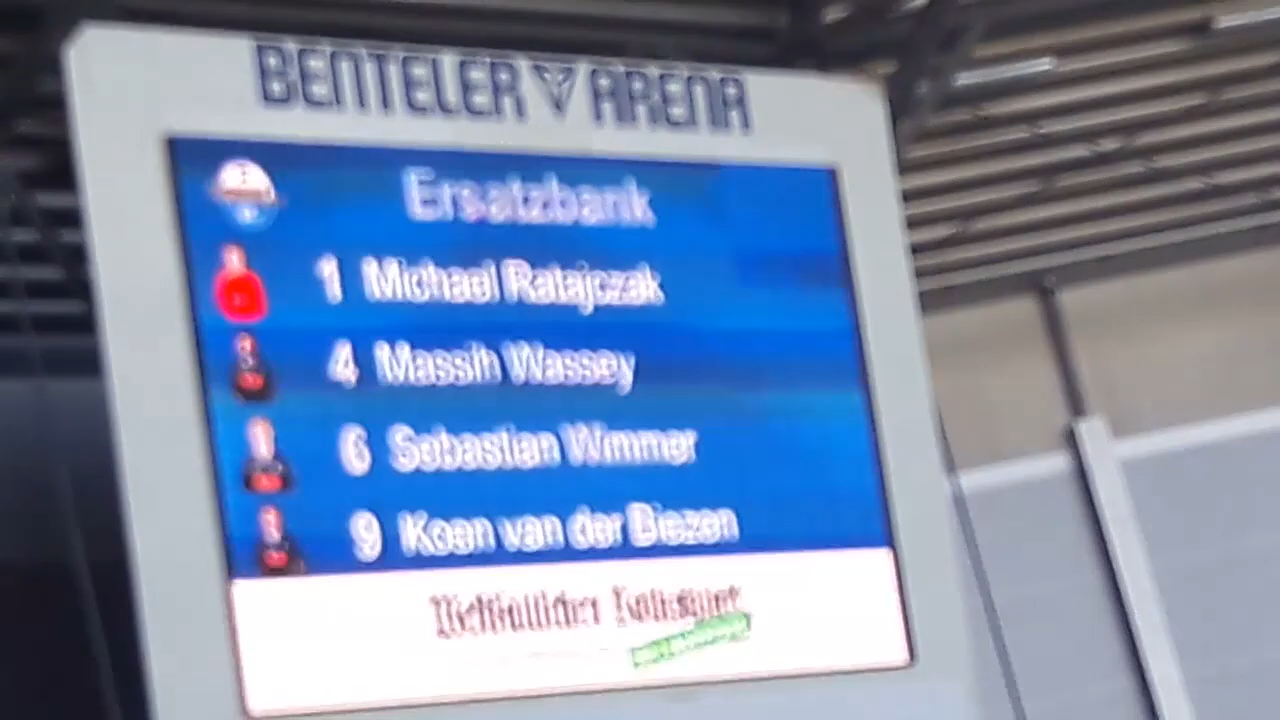 BENTELER ARENA
Ersatzbank
1 Michael Ratajczak
4 Massih Wassey
6 Sebastian Wimmer
9 Koen van der Biezen